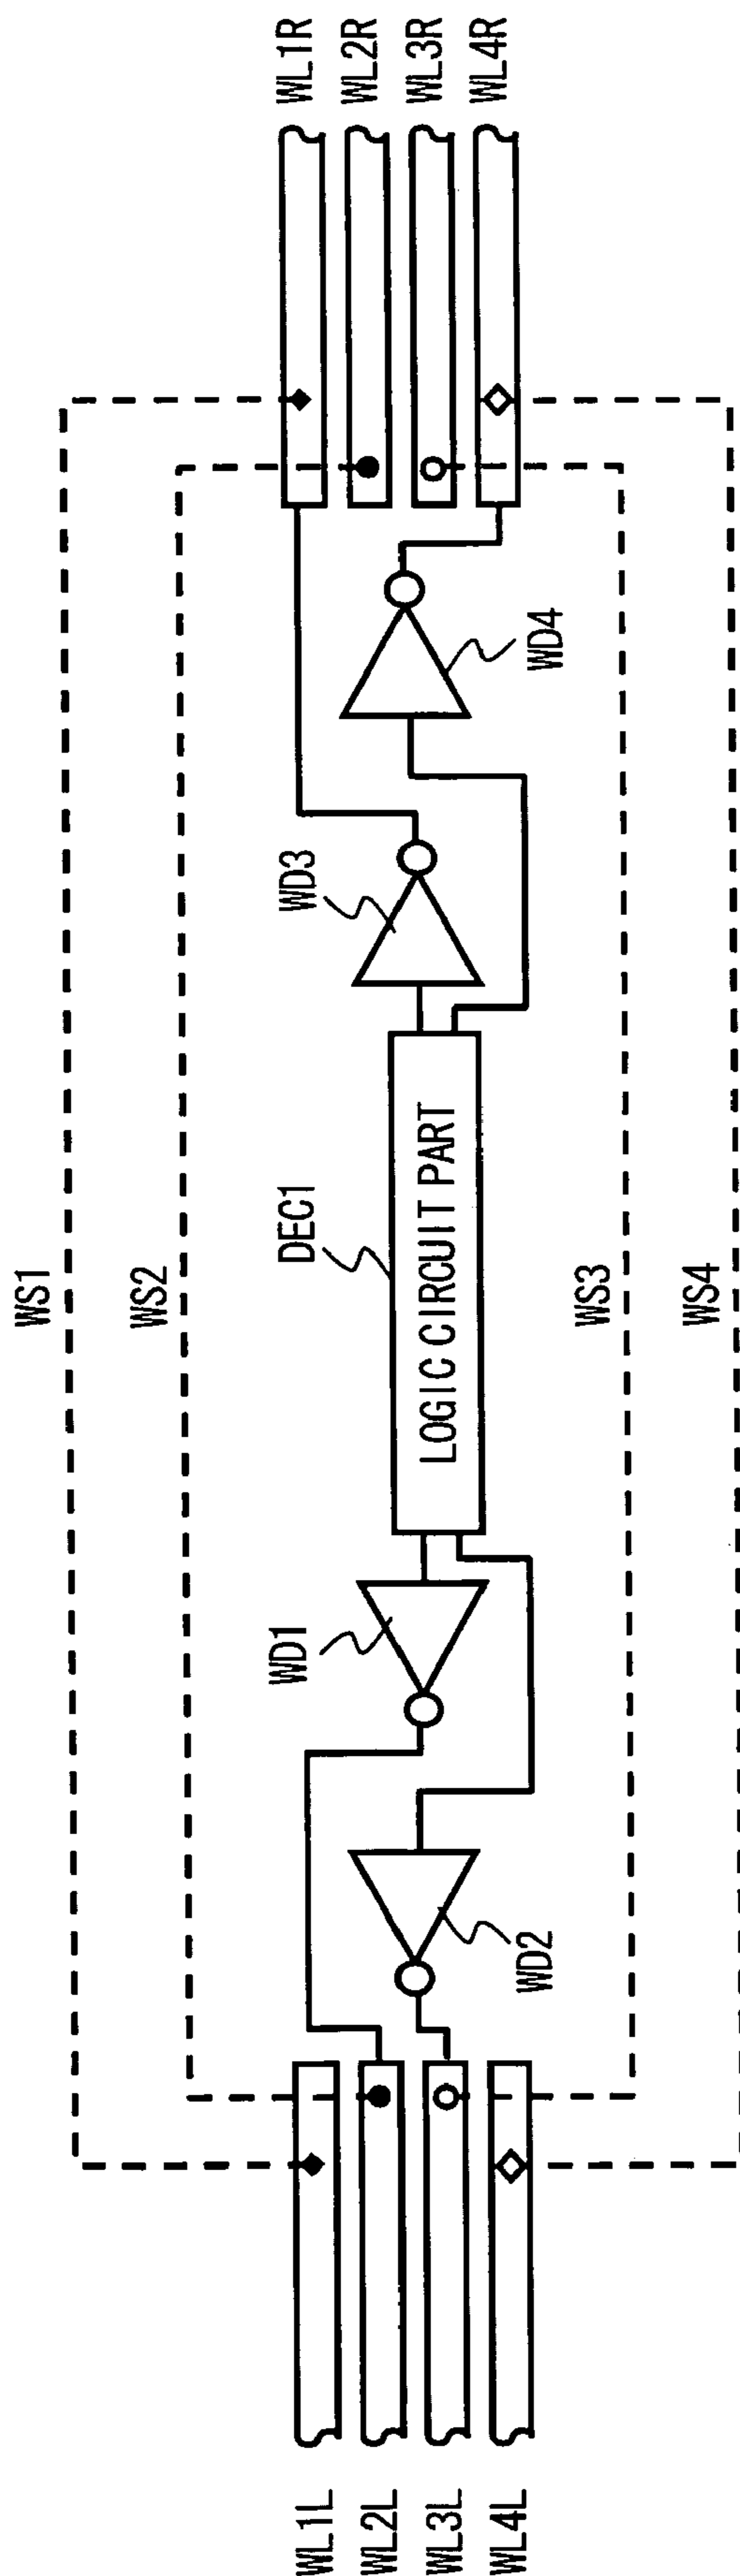 WS1
WS2
WL1L
WL2L
WL3L
WL4L
WD1
WD2
DEC1
LOGIC CIRCUIT PART
WD3
WD4
WL1R
WL2R
WL3R
WL4R
WS3
WS4